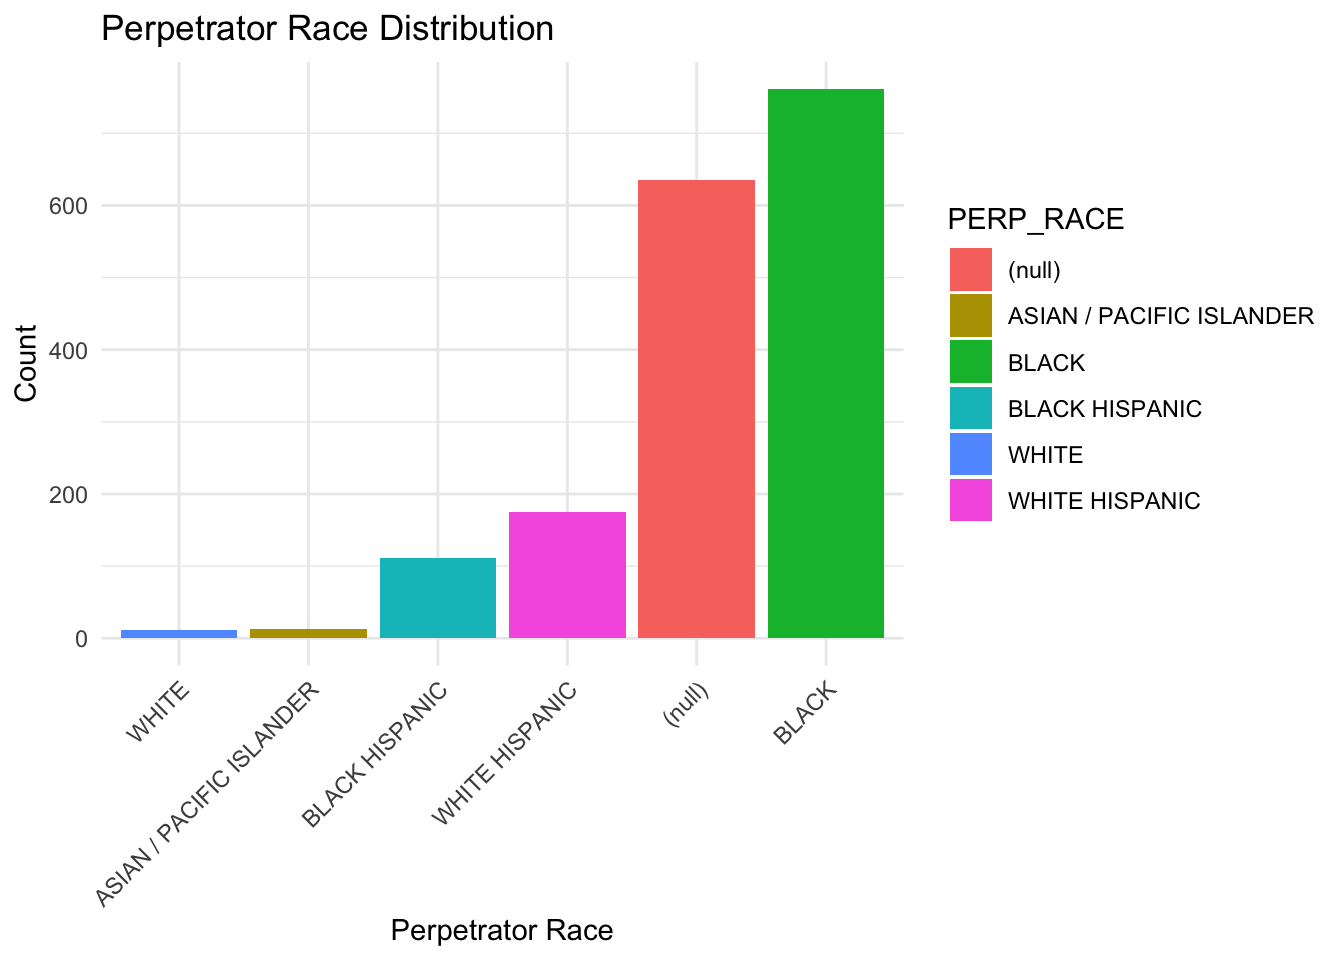 Perpetrator Race Distribution
Count
600
400
200
0
WHITE
ASIAN / PACIFIC ISLANDER
BLACK HISPANIC
WHITE HISPANIC
(null)
BLACK
Perpetrator Race
PERP_RACE
(null)
ASIAN / PACIFIC ISLANDER
BLACK
BLACK HISPANIC
WHITE
WHITE HISPANIC